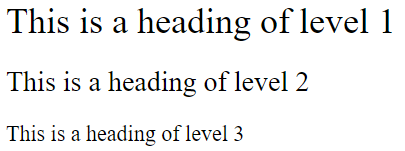 This is a heading of level 1
This is a heading of level 2
This is a heading of level 3